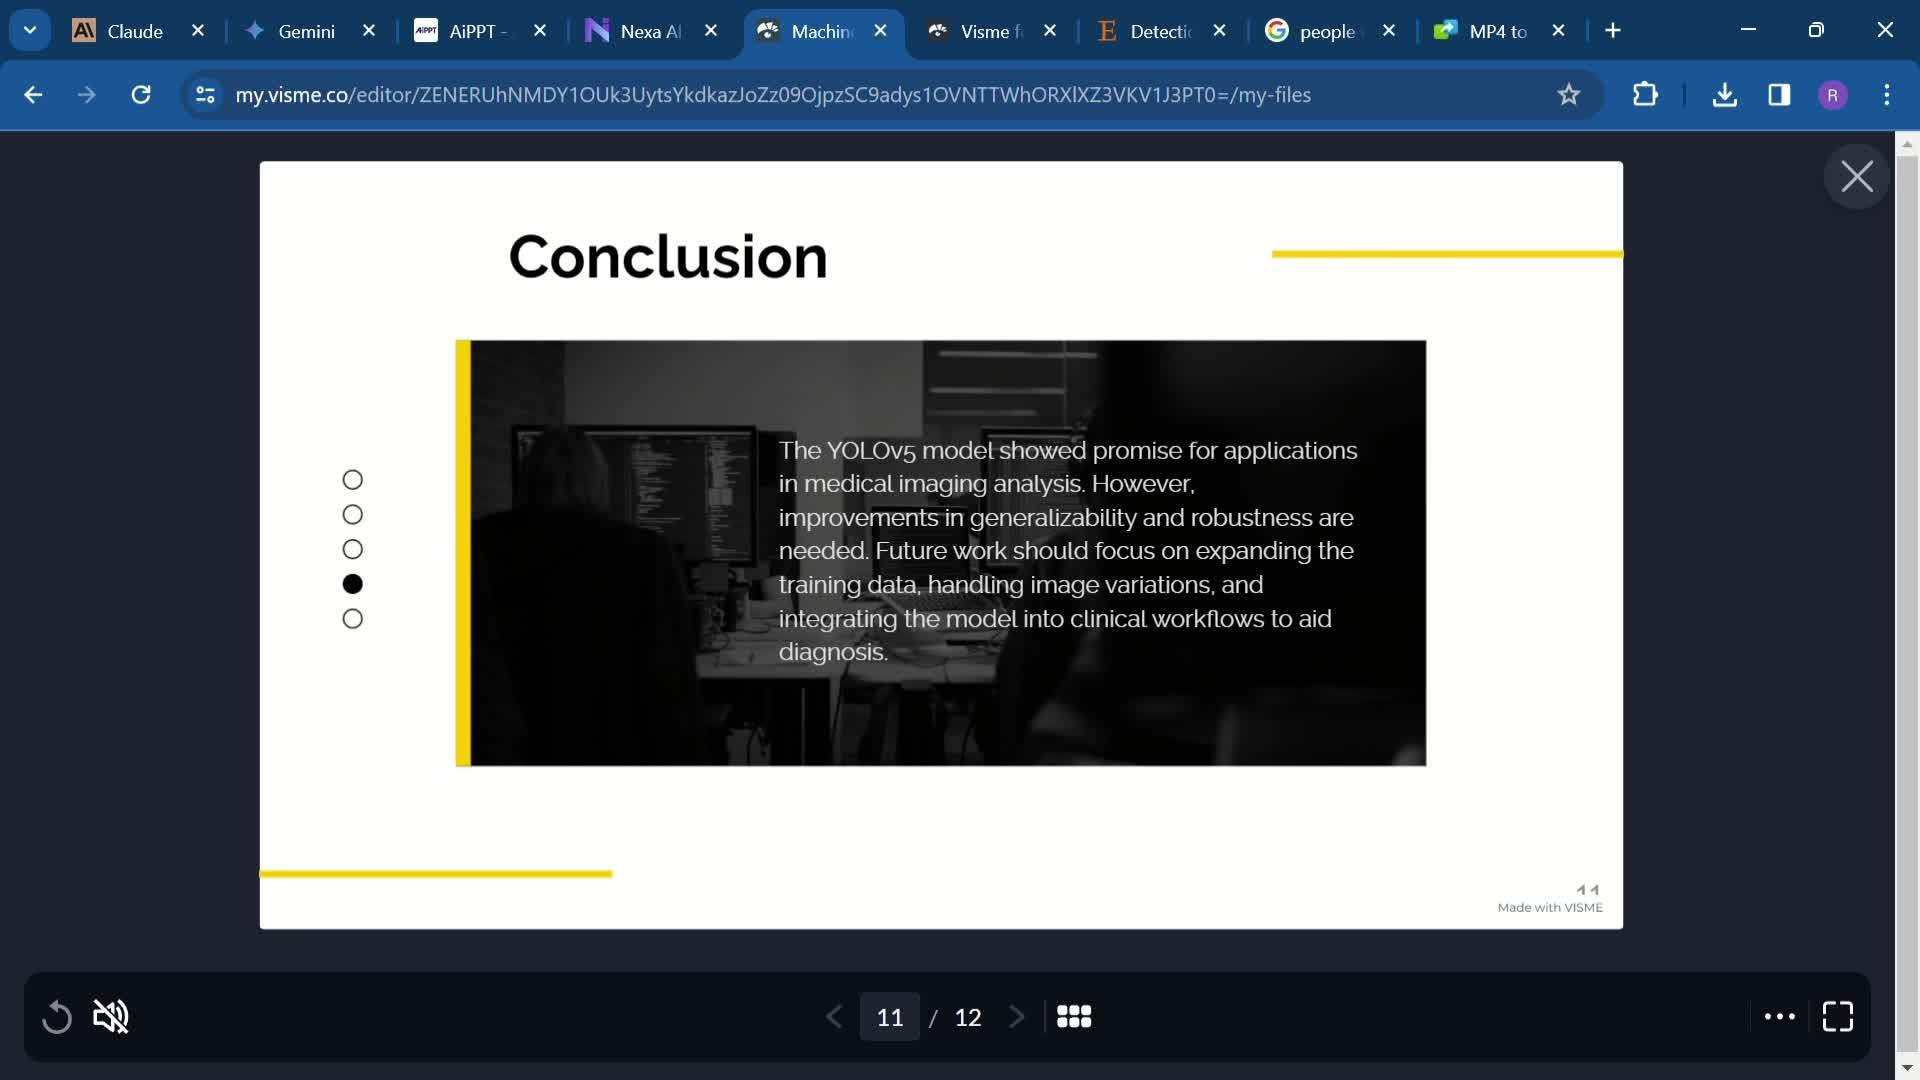 Claude
Gemini
AiPPT -
Nexa AI
Machin
Visme f
Detectic
people
MP4 to
my.visme.co/editor/ZENERUhNMDY1OUk3UytsYkdkazJoZz09OjpzSC9adys1OVNTTWhORXlXZ3VKV1J3PT0=/my-files
R
Conclusion
The YOLOv5 model showed promise for applications
in medical imaging analysis. However,
improvements in generalizability and robustness are
needed. Future work should focus on expanding the
training data, handling image variations, and
integrating the model into clinical workflows to aid
diagnosis.
11
Made with VISME
11 / 12